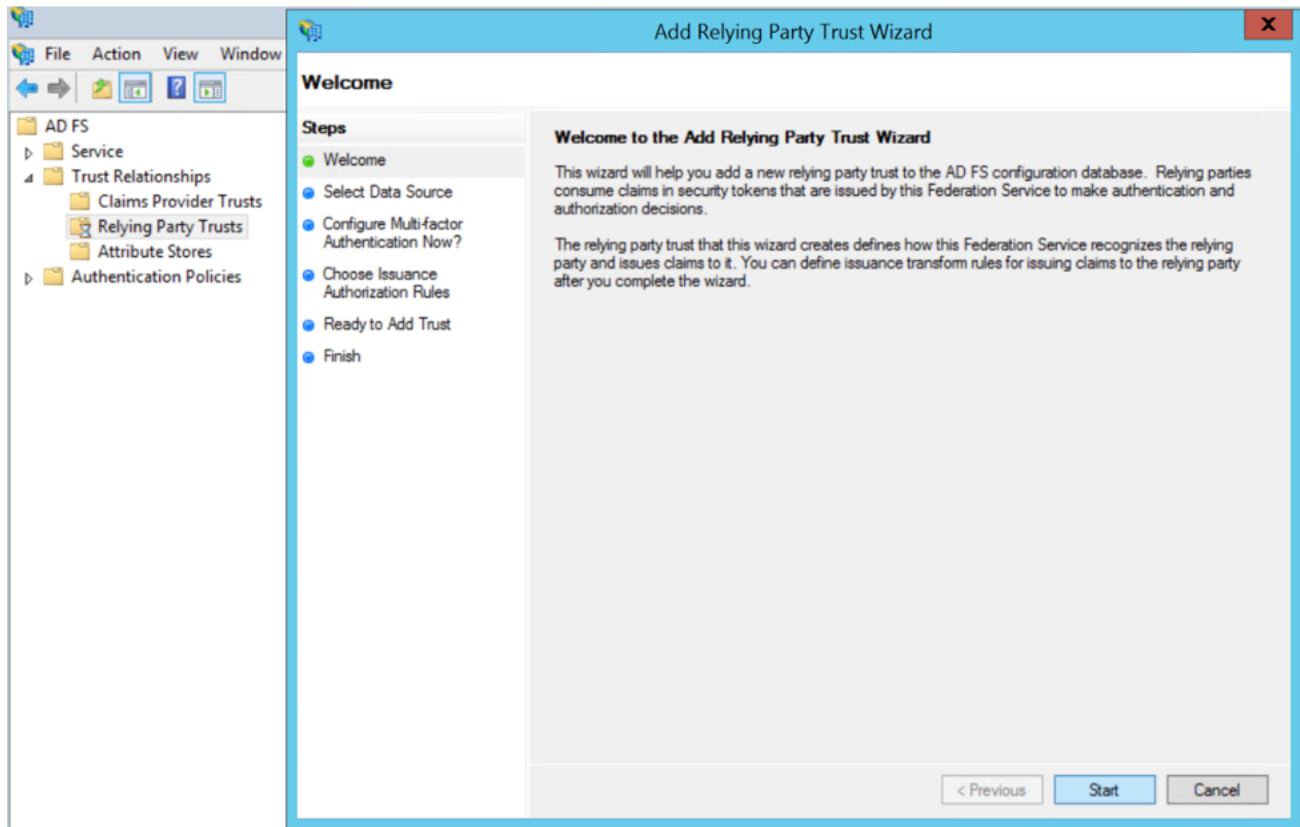 Add Relying Party Trust Wizard
X
File Action View Window
?
AD FS
Service
Trust Relationships
Claims Provider Trusts
Relying Party Trusts
Attribute Stores
Authentication Policies
Welcome
Steps
Welcome
Select Data Source
Configure Multi-factor
Authentication Now?
Choose Issuance
Authorization Rules
Ready to Add Trust
Finish
Welcome to the Add Relying Party Trust Wizard
This wizard will help you add a new relying party trust to the AD FS configuration database. Relying parties
consume claims in security tokens that are issued by this Federation Service to make authentication and
authorization decisions.
The relying party trust that this wizard creates defines how this Federation Service recognizes the relying
party and issues claims to it. You can define issuance transform rules for issuing claims to the relying party
after you complete the wizard.
< Previous Start Cancel